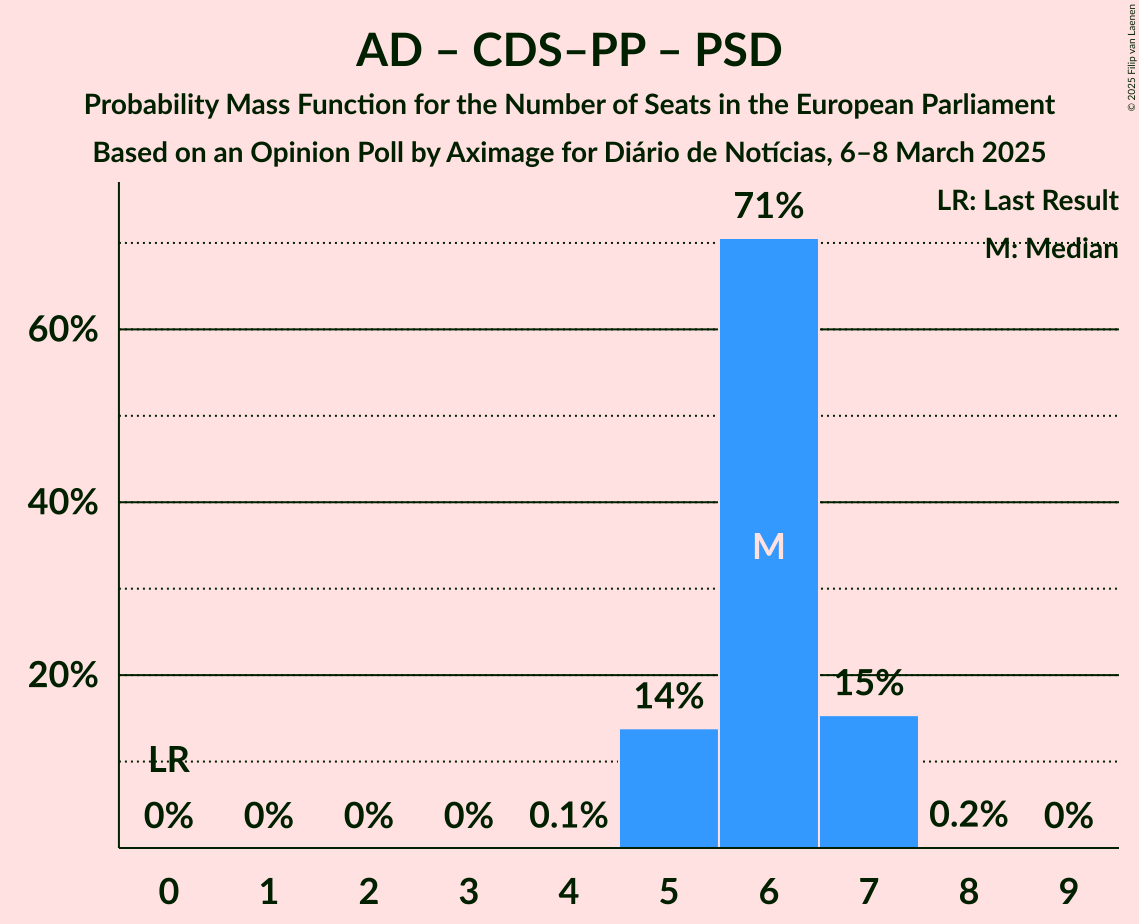 AD – CDS–PP – PSD
Probability Mass Function for the Number of Seats in the European Parliament
Based on an Opinion Poll by Aximage for Diário de Notícias, 6–8 March 2025
© 2025 Filip van Laenen
LR: Last Result
M: Median
71%
60%
40%
M
20%
14%
15%
LR
0%
0%
0%
0%
0.1%
0.2%
0%
0 1 2 3 4 5 6 7 8 9